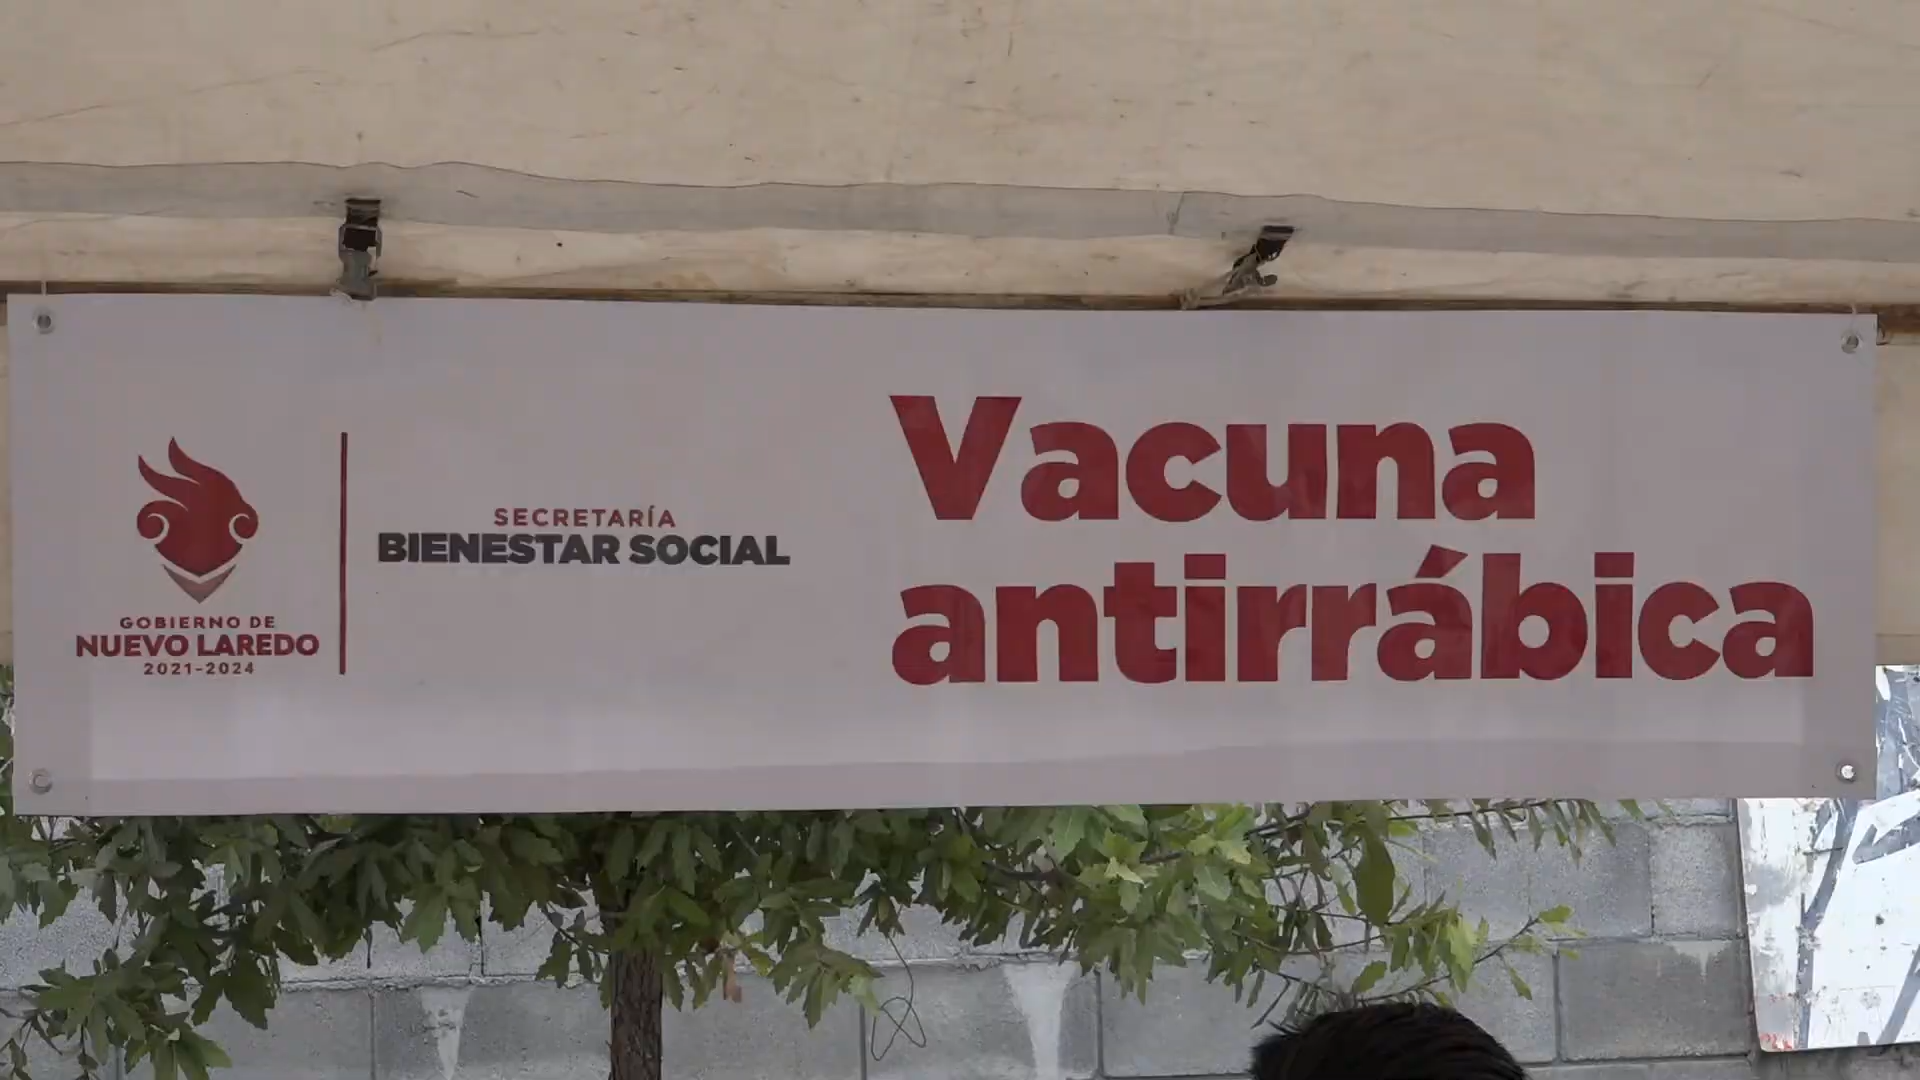 GOBIERNO DE
NUEVO LAREDO
2021-2024
SECRETARÍA
BIENESTAR SOCIAL
Vacuna
antirrábica